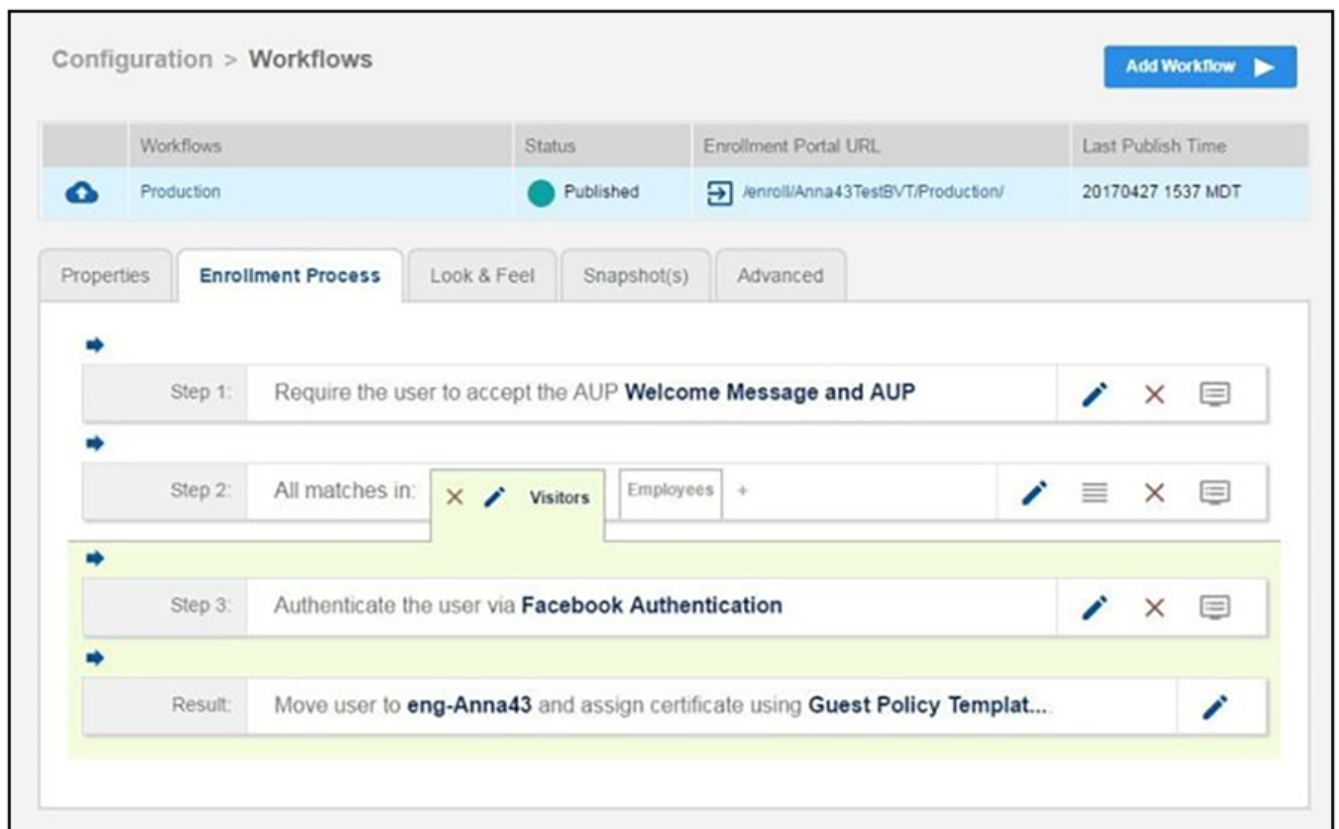 Configuration > Workflows
Add Workflow
Workflows Status Enrollment Portal URL Last Publish Time
Production Published /enroll/Anna43TestBVT/Production/ 20170427 1537 MDT
Properties Enrollment Process Look & Feel Snapshot(s) Advanced
Step 1: Require the user to accept the AUP Welcome Message and AUP
Step 2: All matches in: Visitors Employees +
Step 3: Authenticate the user via Facebook Authentication
Result: Move user to eng-Anna43 and assign certificate using Guest Policy Templat....